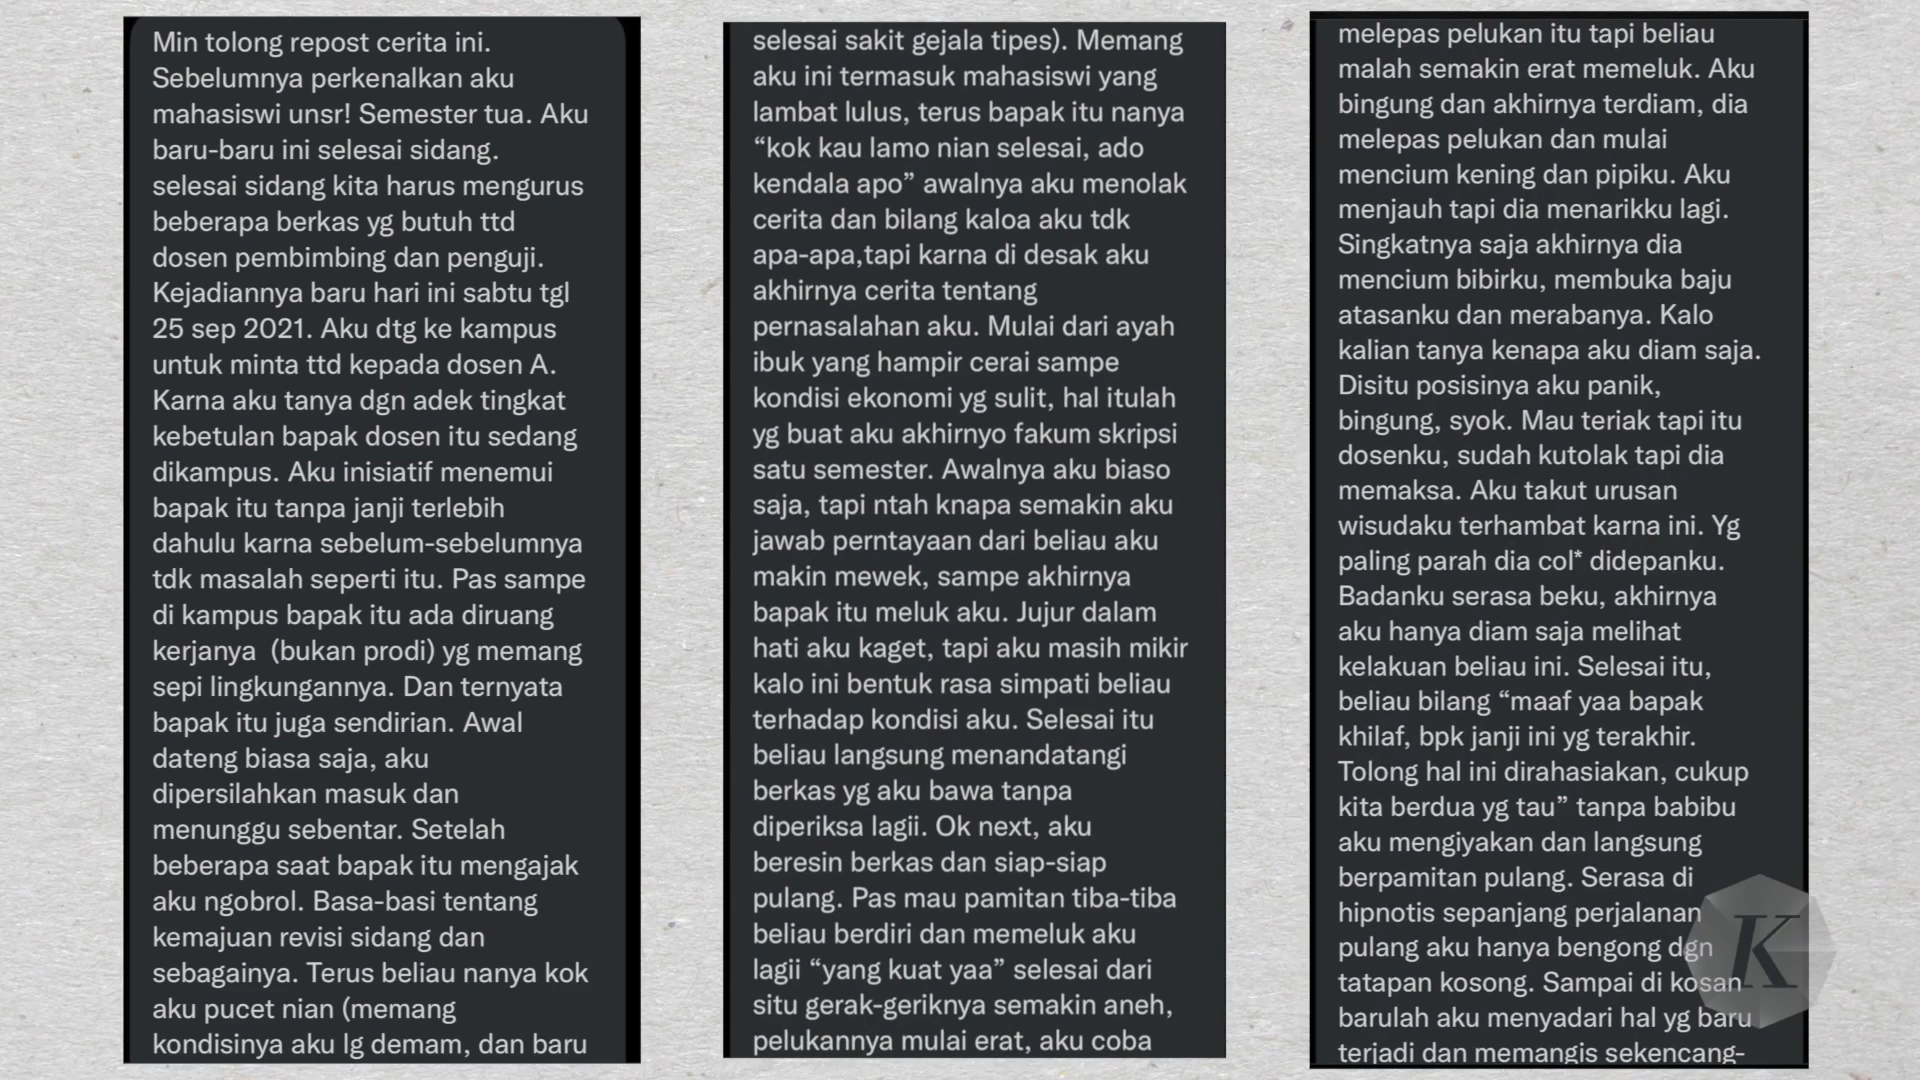 Min tolong repost cerita ini.
Sebelumnya perkenalkan aku
mahasiswi unsr! Semester tua. Aku
baru-baru ini selesai sidang.
selesai sidang kita harus mengurus
beberapa berkas yg butuh ttd
dosen pembimbing dan penguji.
Kejadiannya baru hari ini sabtu tgl
25 sep 2021. Aku dtg ke kampus
untuk minta ttd kepada dosen A.
Karna aku tanya dgn adek tingkat
kebetulan bapak dosen itu sedang
dikampus. Aku inisiatif menemui
bapak itu tanpa janji terlebih
dahulu karna sebelum-sebelumnya
tdk masalah seperti itu. Pas sampe
di kampus bapak itu ada diruang
kerjanya  (bukan prodi) yg memang
sepi lingkungannya. Dan ternyata
bapak itu juga sendirian. Awal
dateng biasa saja, aku
dipersilahkan masuk dan
menunggu sebentar. Setelah
beberapa saat bapak itu mengajak
aku ngobrol. Basa-basi tentang
kemajuan revisi sidang dan
sebagainya. Terus beliau nanya kok
aku pucet nian (memang
kondisinya aku lg demam, dan baru
selesai sakit gejala tipes). Memang
aku ini termasuk mahasiswi yang
lambat lulus, terus bapak itu nanya
“kok kau lamo nian selesai, ado
kendala apo” awalnya aku menolak
cerita dan bilang kaloa aku tdk
apa-apa,tapi karna di desak aku
akhirnya cerita tentang
pernasalahan aku. Mulai dari ayah
ibuk yang hampir cerai sampe
kondisi ekonomi yg sulit, hal itulah
yg buat aku akhirnyo fakum skripsi
satu semester. Awalnya aku biaso
saja, tapi ntah knapa semakin aku
jawab perntayaan dari beliau aku
makin mewek, sampe akhirnya
bapak itu meluk aku. Jujur dalam
hati aku kaget, tapi aku masih mikir
kalo ini bentuk rasa simpati beliau
terhadap kondisi aku. Selesai itu
beliau langsung menandatangi
berkas yg aku bawa tanpa
diperiksa lagii. Ok next, aku
beresin berkas dan siap-siap
pulang. Pas mau pamitan tiba-tiba
beliau berdiri dan memeluk aku
lagii “yang kuat yaa” selesai dari
situ gerak-geriknya semakin aneh,
pelukannya mulai erat, aku coba
melepas pelukan itu tapi beliau
malah semakin erat memeluk. Aku
bingung dan akhirnya terdiam, dia
melepas pelukan dan mulai
mencium kening dan pipiku. Aku
menjauh tapi dia menarikku lagi.
Singkatnya saja akhirnya dia
mencium bibirku, membuka baju
atasanku dan merabanya. Kalo
kalian tanya kenapa aku diam saja.
Disitu posisinya aku panik,
bingung, syok. Mau teriak tapi itu
dosenku, sudah kutolak tapi dia
memaksa. Aku takut urusan
wisudaku terhambat karna ini. Yg
paling parah dia col* didepanku.
Badanku serasa beku, akhirnya
aku hanya diam saja melihat
kelakuan beliau ini. Selesai itu,
beliau bilang “maaf yaa bapak
khilaf, bpk janji ini yg terakhir.
Tolong hal ini dirahasiakan, cukup
kita berdua yg tau” tanpa babibu
aku mengiyakan dan langsung
berpamitan pulang. Serasa di
hipnotis sepanjang perjalanan
pulang aku hanya bengong dgn
tatapan kosong. Sampai di kosan
barulah aku menyadari hal yg baru
terjadi dan memangis sekencang-
K